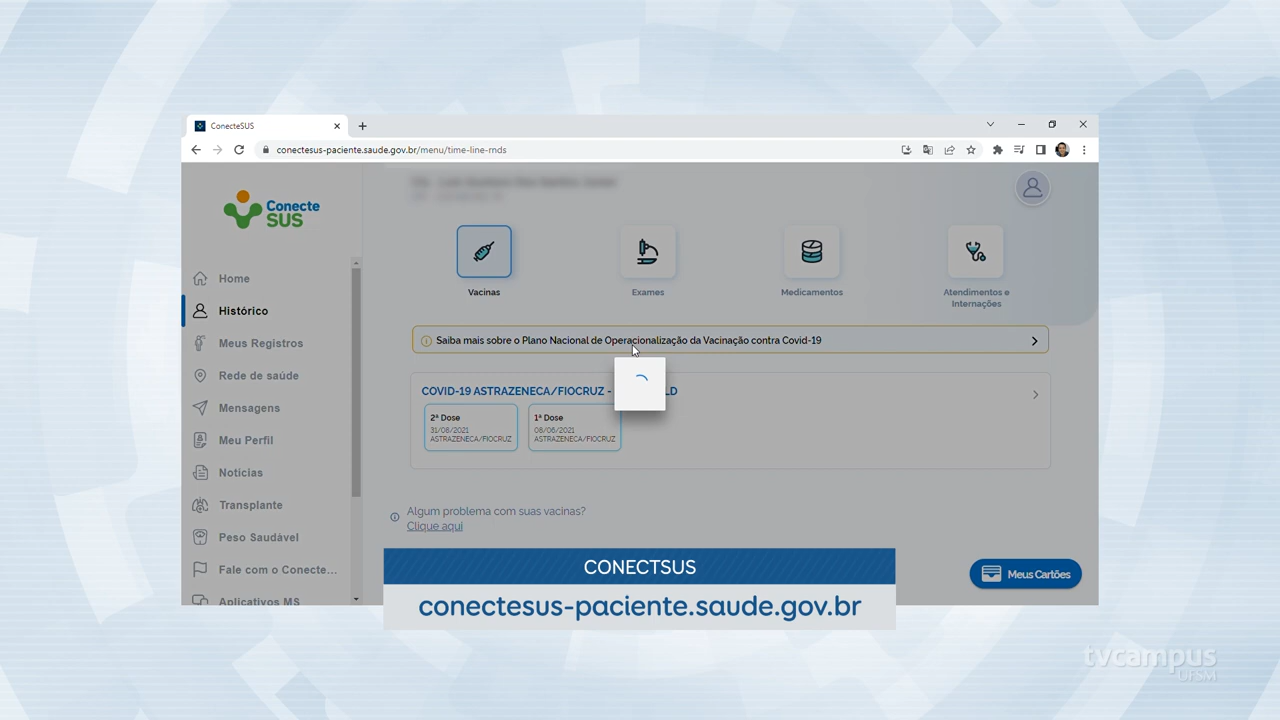 ConecteSUS
conectesus-paciente.saude.gov.br/menu/time-line-rnds
Conecte
SUS
Home
Histórico
Meus Registros
Rede de saúde
Mensagens
Meu Perfil
Notícias
Transplante
Peso Saudável
Fale com o Conecte...
Aplicativos MS
Vacinas
Exames
Medicamentos
Atendimentos e
Internações
Saiba mais sobre o Plano Nacional de Operacionalização da Vacinação contra Covid-19
COVID-19 ASTRAZENECA/FIOCRUZ -
2ª Dose
31/08/2021
ASTRAZENECA/FIOCRUZ
1ª Dose
08/06/2021
ASTRAZENECA/FIOCRUZ
Algum problema com suas vacinas?
Clique aqui
Meus Cartões
CONECTSUS
conectesus-paciente.saude.gov.br
tvcampus
UFSM